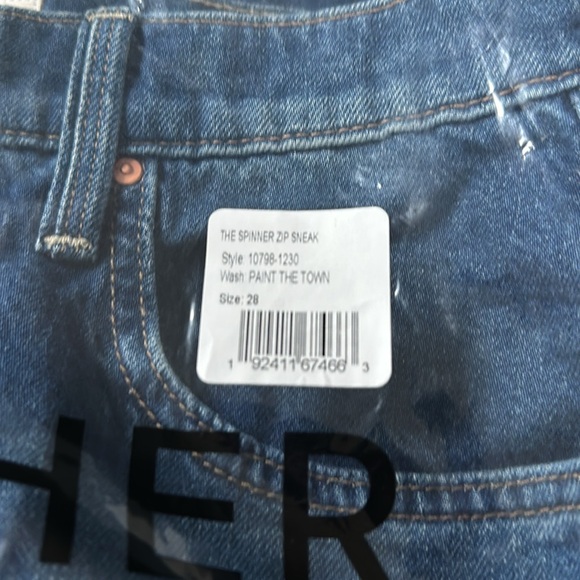 THE SPINNER ZIP SNEAK
Style: 10798-1230
Wash: PAINT THE TOWN
Size: 28
1 92411 67466 3
HER